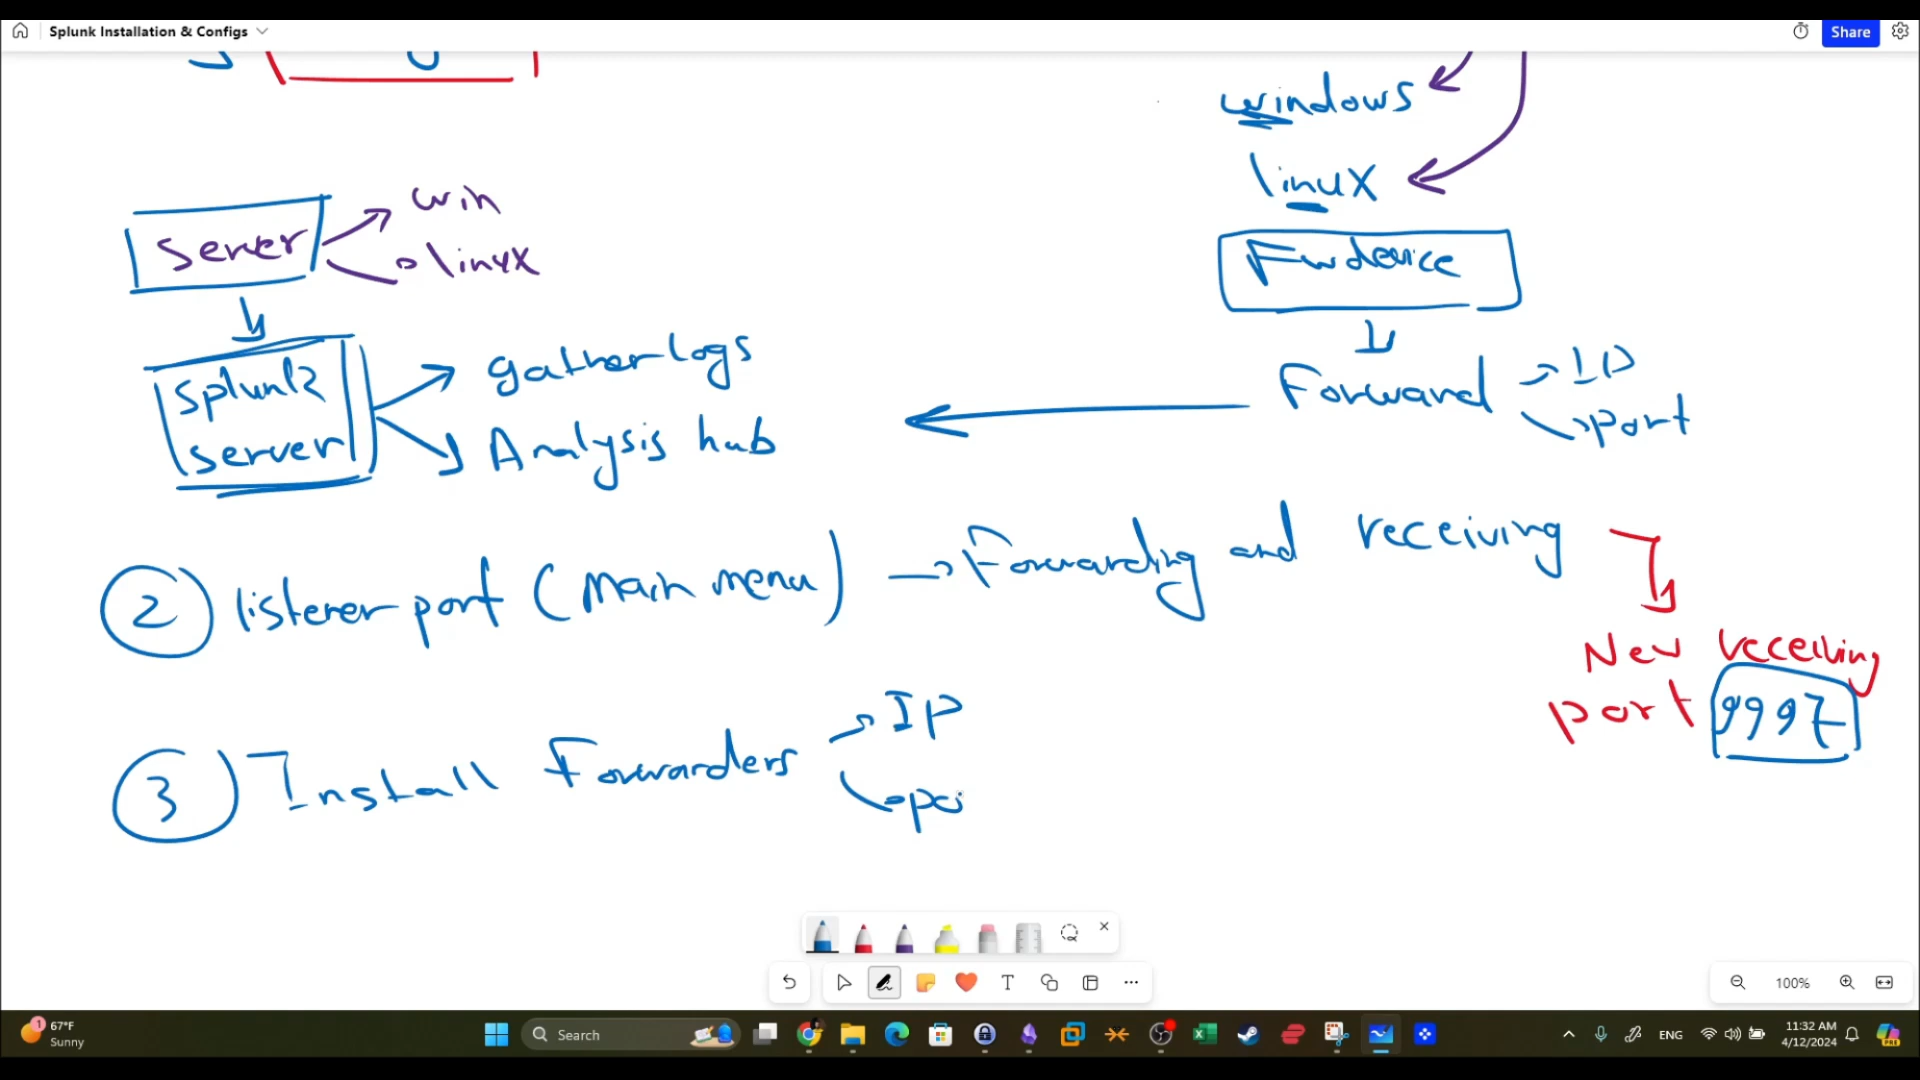 Splunk Installation & Configs
Share
windows
linux
server
win
linux
Fw device
splunk
server
gather logs
Analysis hub
Forward
IP
port
2 listener port (Main menu) → Forwarding and receiving
New receiving
port 9997
3 Install Forwarders
IP
po
100%
1
67°F
Sunny
Search
ENG
11:32 AM
4/12/2024